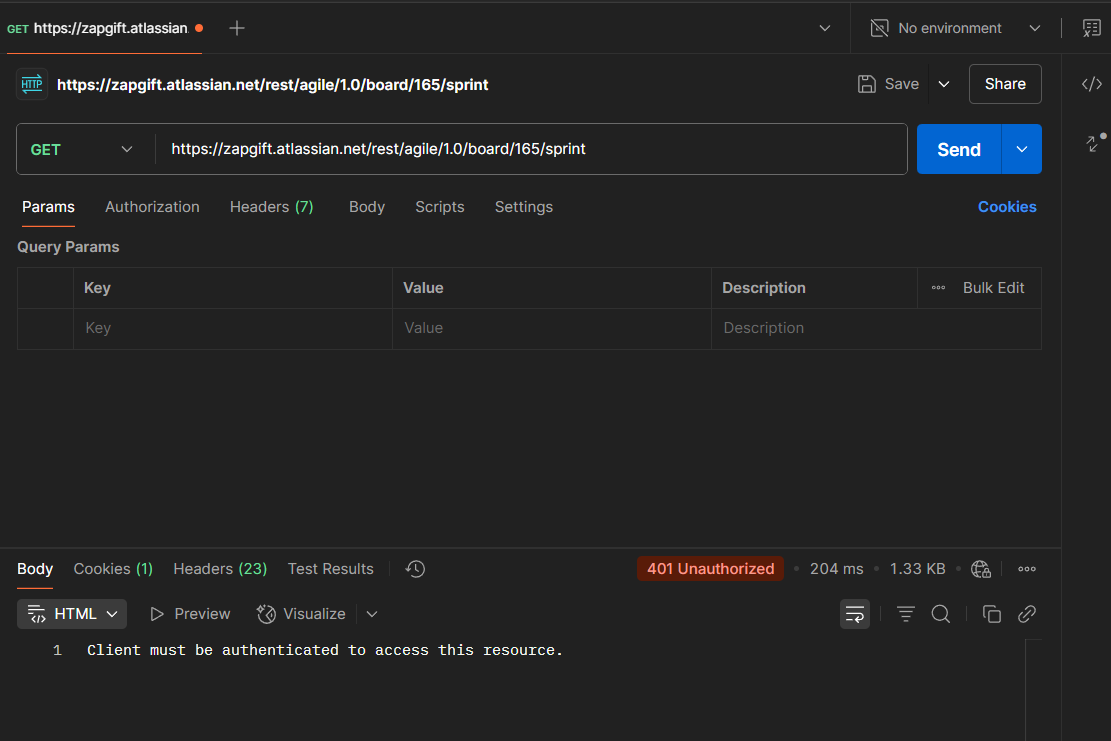 GET https://zapgift.atlassian.
No environment
HTTP https://zapgift.atlassian.net/rest/agile/1.0/board/165/sprint
Save
Share
GET https://zapgift.atlassian.net/rest/agile/1.0/board/165/sprint
Send
Params Authorization Headers (7) Body Scripts Settings Cookies
Query Params
Key Value Description Bulk Edit
Key Value Description
Body Cookies (1) Headers (23) Test Results 401 Unauthorized • 204 ms • 1.33 KB •
HTML Preview Visualize
1 Client must be authenticated to access this resource.